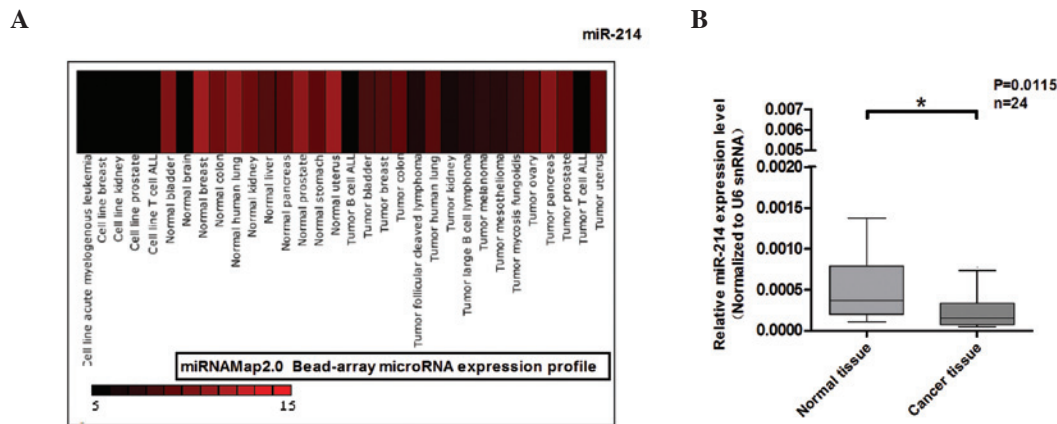 A
miR-214
Cell line acute myelogenous leukemia
Cell line breast
Cell line kidney
Cell line prostate
Cell line T cell ALL
Normal bladder
Normal brain
Normal breast
Normal colon
Normal human lung
Normal kidney
Normal liver
Normal pancreas
Normal prostate
Normal stomach
Normal uterus
Tumor B cell ALL
Tumor bladder
Tumor breast
Tumor colon
Tumor follicular cleaved lymphoma
Tumor human lung
Tumor kidney
Tumor large B cell lymphoma
Tumor melanoma
Tumor mesothelioma
Tumor mycosis fungoidis
Tumor ovary
Tumor pancreas
Tumor prostate
Tumor T cell ALL
Tumor uterus
miRNAMap2.0 Bead-array microRNA expression profile
5
15
B
P=0.0115
n=24
*
Relative miR-214 expression level
(Normalized to U6 snRNA)
0.007
0.006
0.005
0.0020
0.0015
0.0010
0.0005
0.0000
Normal tissue
Cancer tissue